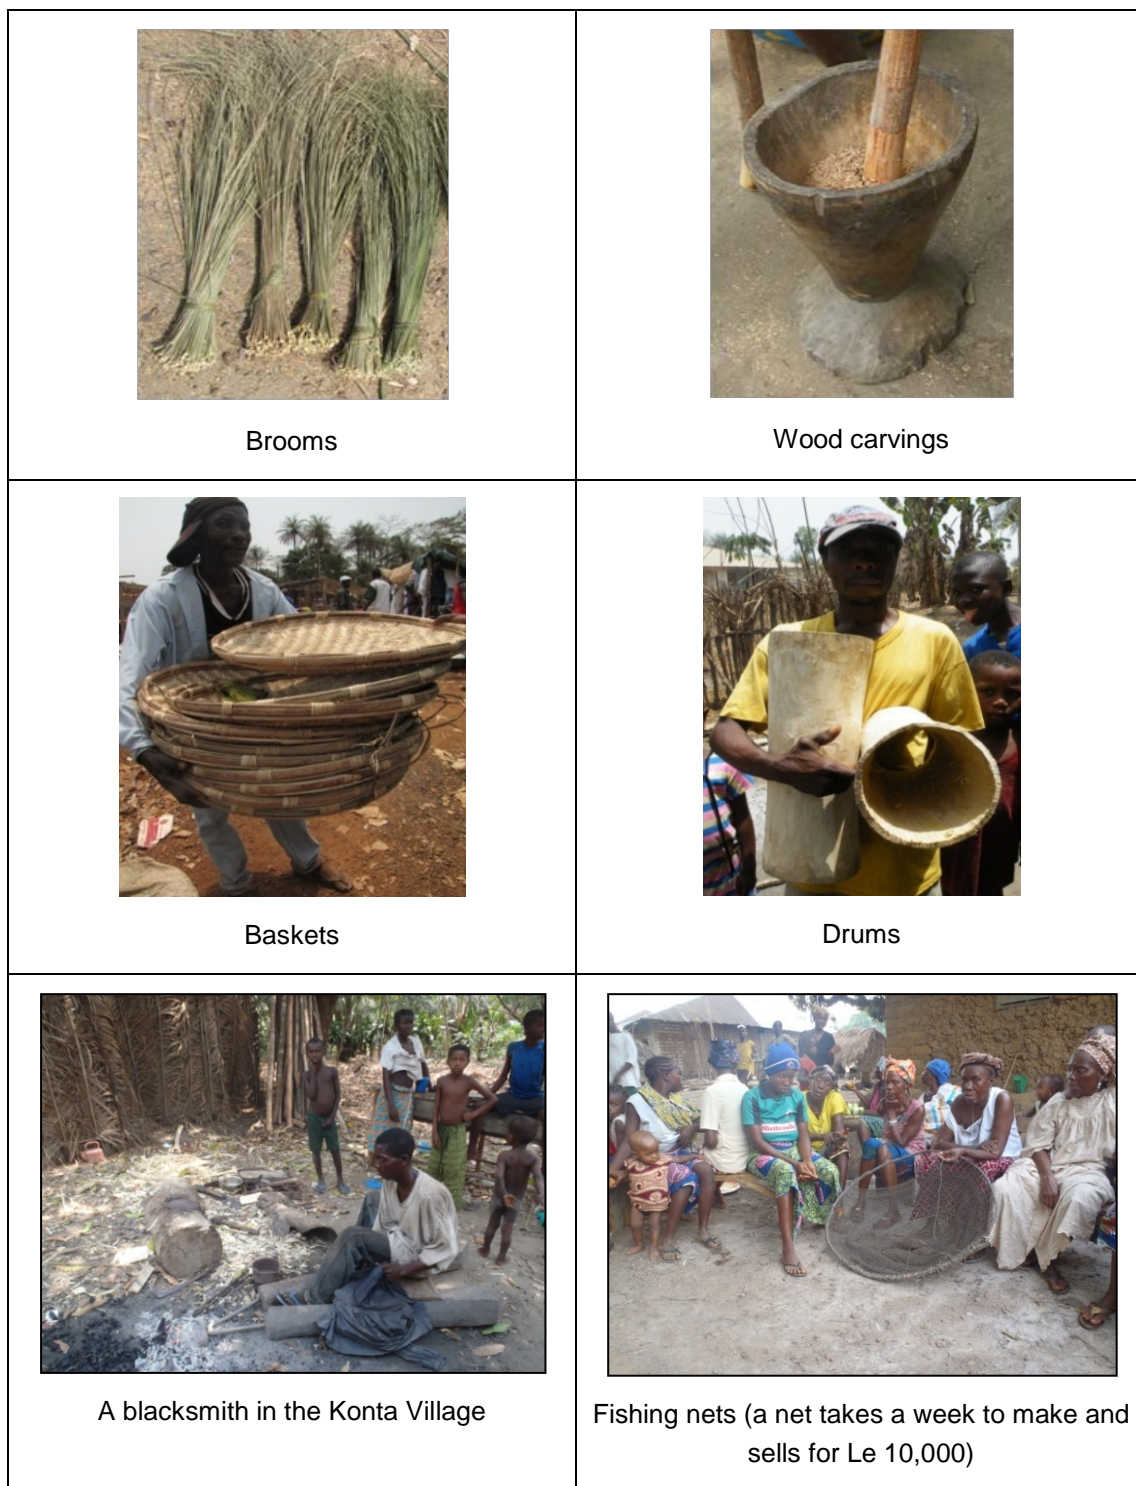 Brooms
Wood carvings
Baskets
Drums
Nintendo
A blacksmith in the Konta Village
Fishing nets (a net takes a week to make and
sells for Le 10,000)